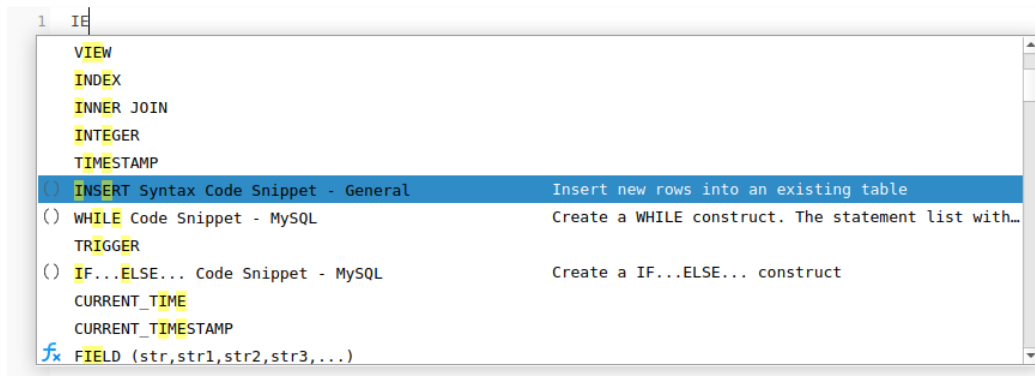 1 IE
VIEW
INDEX
INNER JOIN
INTEGER
TIMESTAMP
() INSERT Syntax Code Snippet - General Insert new rows into an existing table
() WHILE Code Snippet - MySQL Create a WHILE construct. The statement list with…
TRIGGER
() IF...ELSE... Code Snippet - MySQL Create a IF...ELSE... construct
CURRENT_TIME
CURRENT_TIMESTAMP
fx FIELD (str,str1,str2,str3,...)